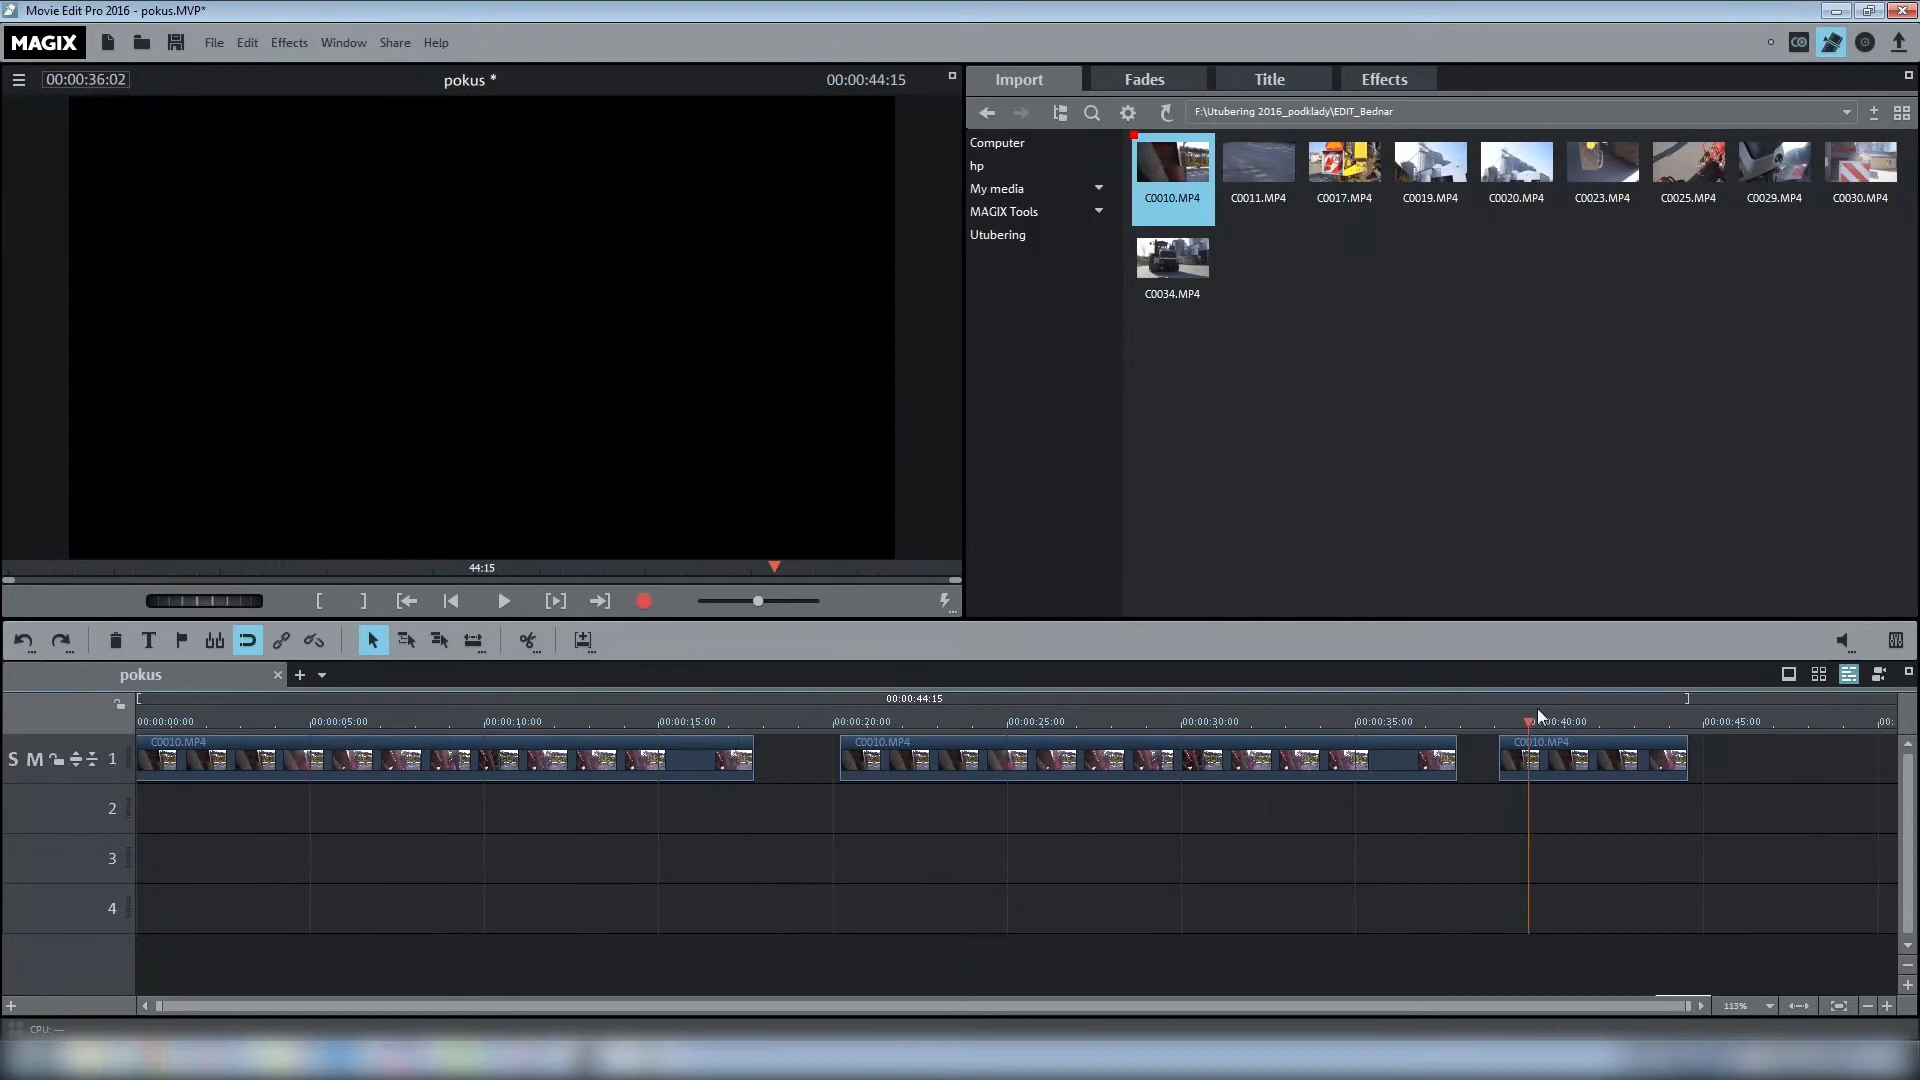 Movie Edit Pro 2016 - pokus.MVP*
MAGIX
File Edit Effects Window Share Help
00:00:36:02
pokus *
00:00:44:15
Import Fades Title Effects
F:\Utubering 2016_podklady\EDIT_Bednar
Computer
hp
My media
MAGIX Tools
Utubering
C0010.MP4 C0011.MP4 C0017.MP4 C0019.MP4 C0020.MP4 C0023.MP4 C0025.MP4 C0029.MP4 C0030.MP4
C0034.MP4
44:15
pokus
00:00:44:15
00:00:00:00 00:00:05:00 00:00:10:00 00:00:15:00 00:00:20:00 00:00:25:00 00:00:30:00 00:00:35:00 00:00:40:00 00:00:45:00 00:
C0010.MP4 C0010.MP4 C0010.MP4
S M 1
2
3
4
113%
CPU: —